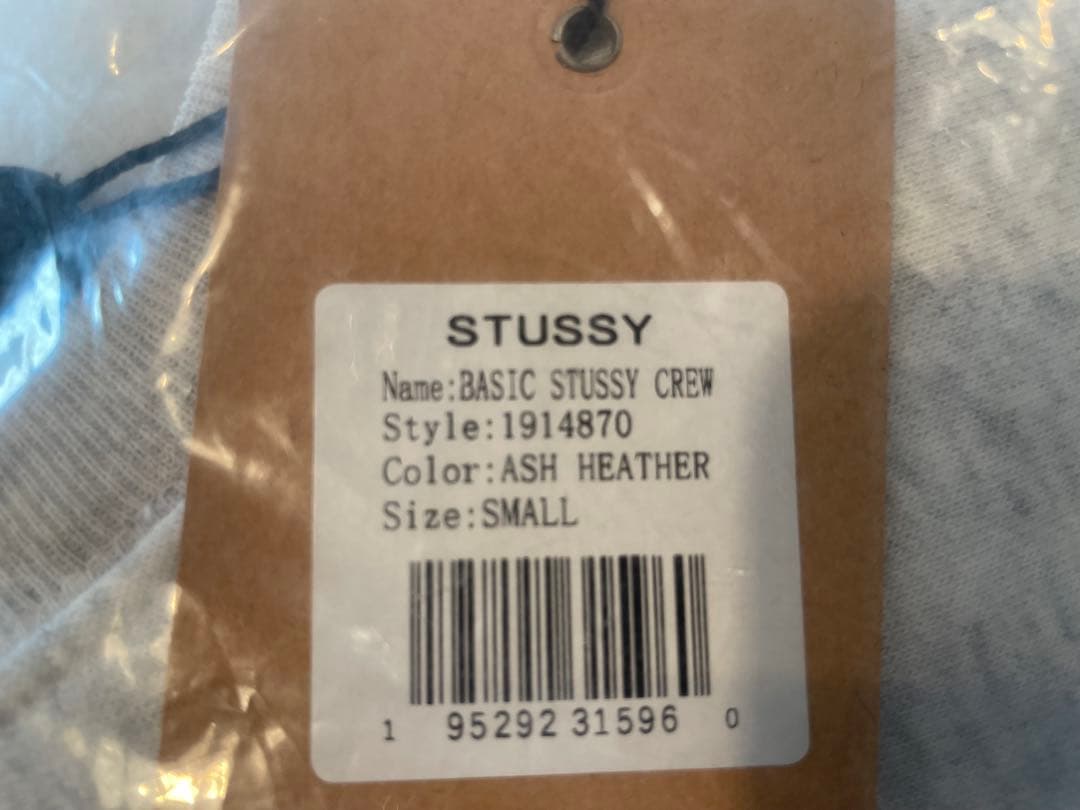 STUSSY
Name:BASIC STUSSY CREW
Style:1914870
Color:ASH HEATHER
Size:SMALL
1 95292 31596 0